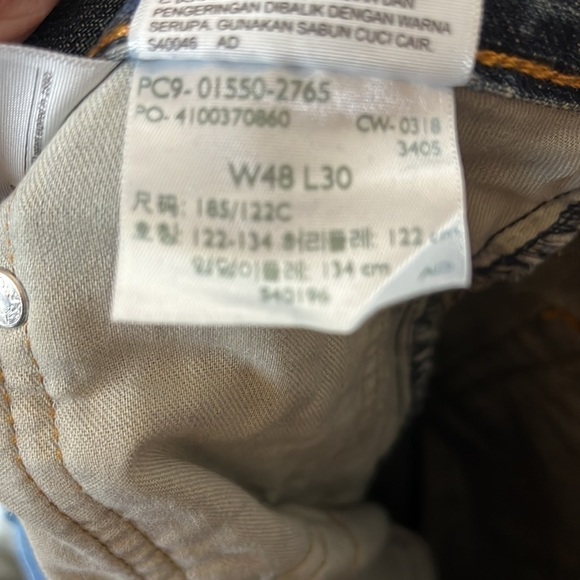 PENGERINGAN DIBALIK DENGAN WARNA
SERUPA. GUNAKAN SABUN CUCI CAIR.
S40046 AD
PC9-01550-2765
PO- 4100370860 CW- 0318
3405
W48 L30
尺码: 185/122C
호칭: 122-134 허리둘레: 122 cm
엉덩이둘레: 134 cm AD
S40196